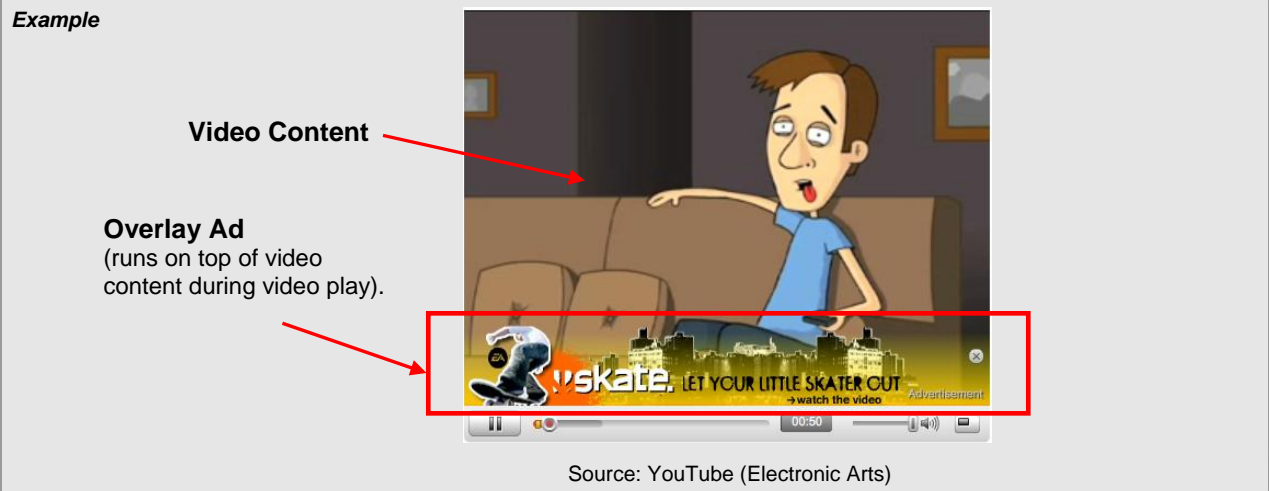 Example
Video Content
Overlay Ad
(runs on top of video
content during video play).
EA
skate. LET YOUR LITTLE SKATER OUT
→watch the video
Advertisement
00:50
Source: YouTube (Electronic Arts)